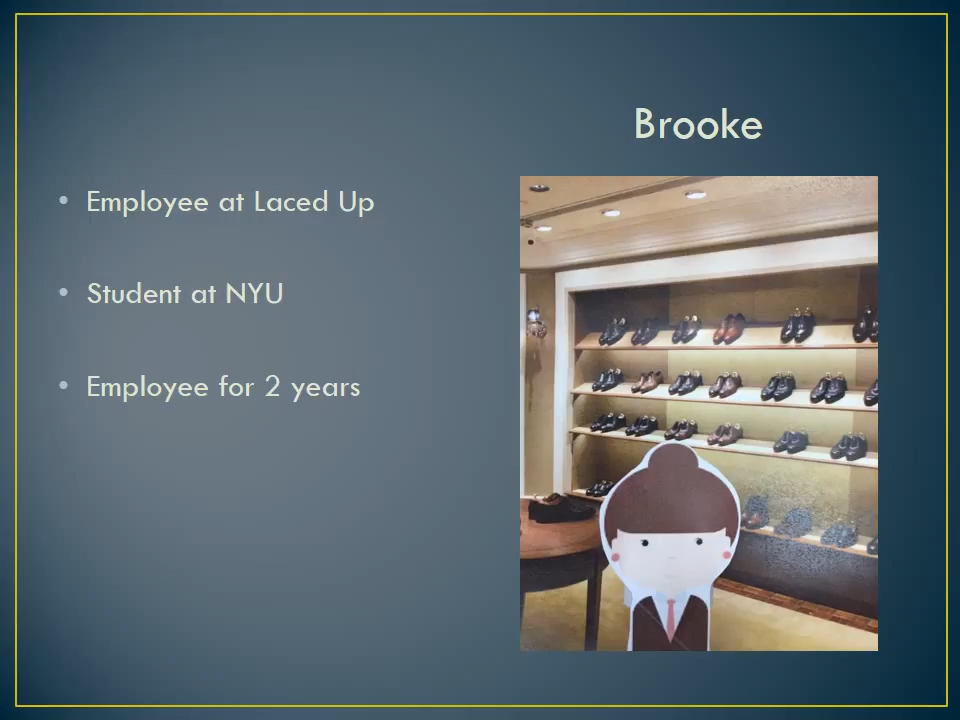 Brooke
• Employee at Laced Up
• Student at NYU
• Employee for 2 years